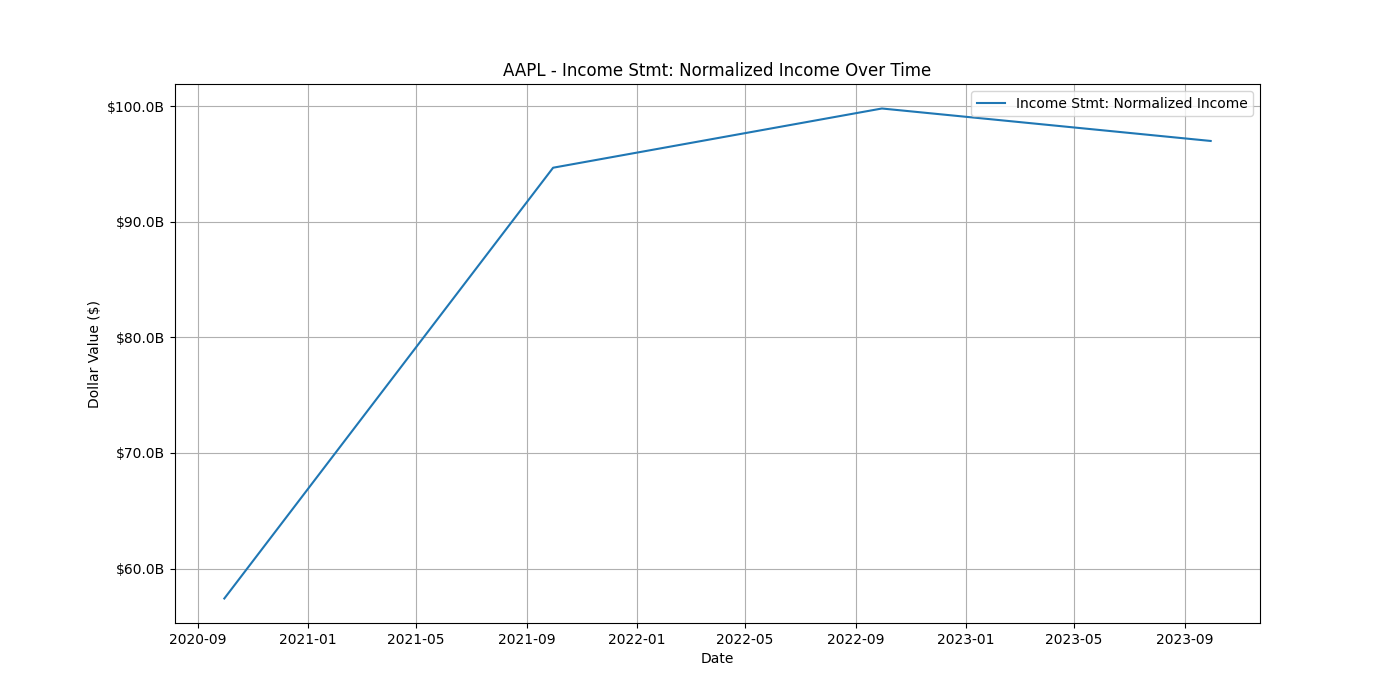 AAPL - Income Stmt: Normalized Income Over Time
Income Stmt: Normalized Income
$100.0B
$90.0B
$80.0B
$70.0B
$60.0B
Dollar Value ($)
2020-09 2021-01 2021-05 2021-09 2022-01 2022-05 2022-09 2023-01 2023-05 2023-09
Date